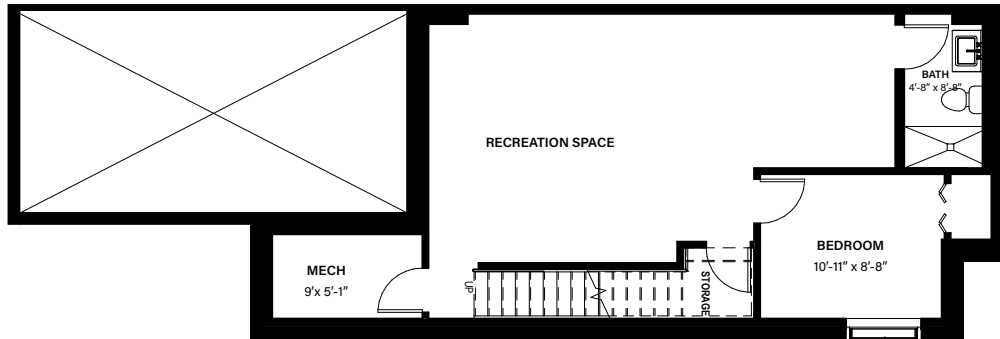 BATH
4'-8" x 8'-8"
RECREATION SPACE
BEDROOM
10'-11" x 8'-8"
MECH
9'x 5'-1"
UP
STORAGE